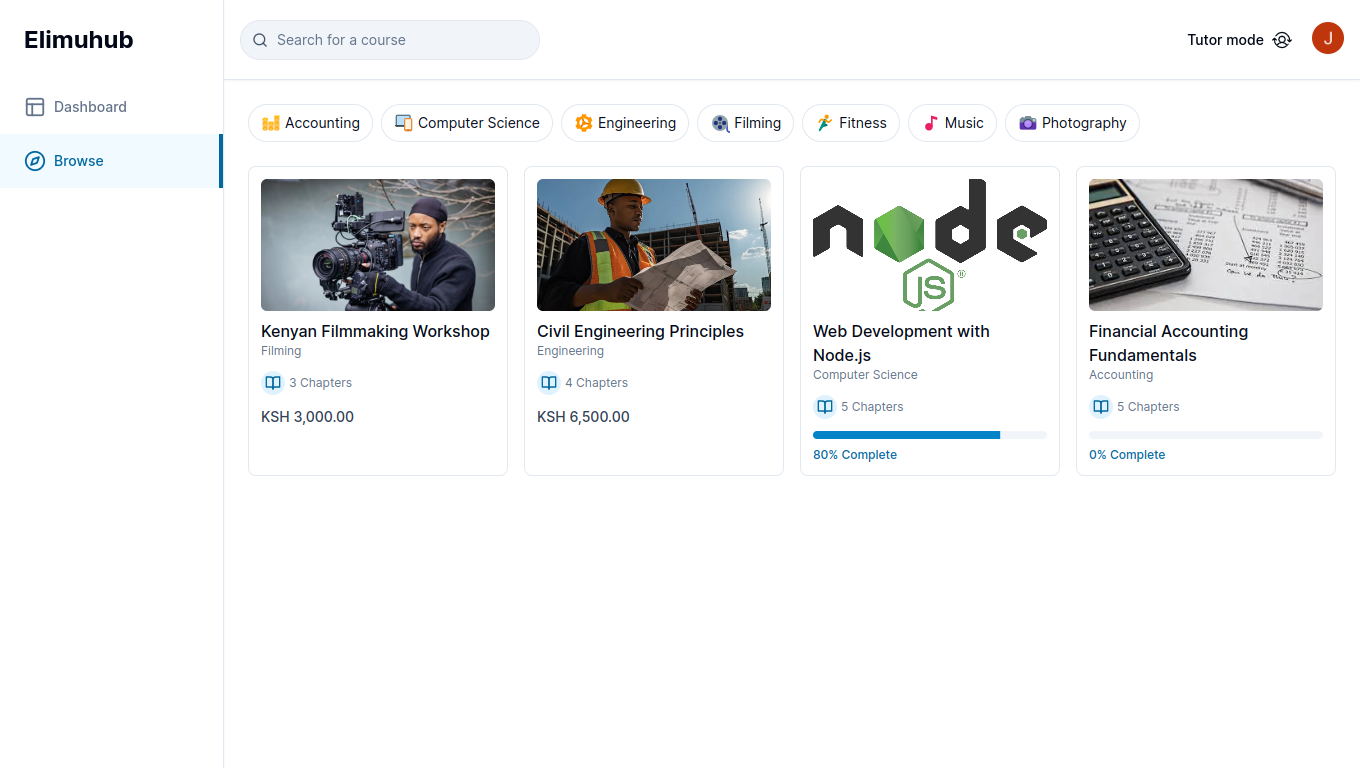 Elimuhub
Search for a course
Tutor mode
J
Dashboard
Browse
Accounting
Computer Science
Engineering
Filming
Fitness
Music
Photography
Kenyan Filmmaking Workshop
Filming
3 Chapters
KSH 3,000.00
Civil Engineering Principles
Engineering
4 Chapters
KSH 6,500.00
node
JS®
Web Development with
Node.js
Computer Science
5 Chapters
80% Complete
Financial Accounting
Fundamentals
Accounting
5 Chapters
0% Complete